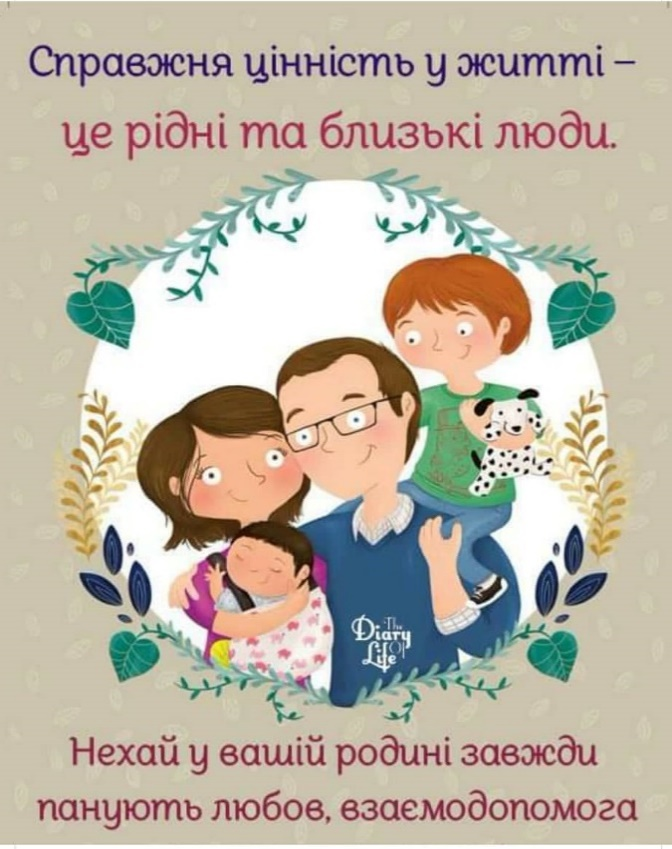 Справжня цінність у житті –
це рідні та близькі люди.
The
Diary
Of
Life
Нехай у вашій родині завжди
панують любов, взаємодопомога